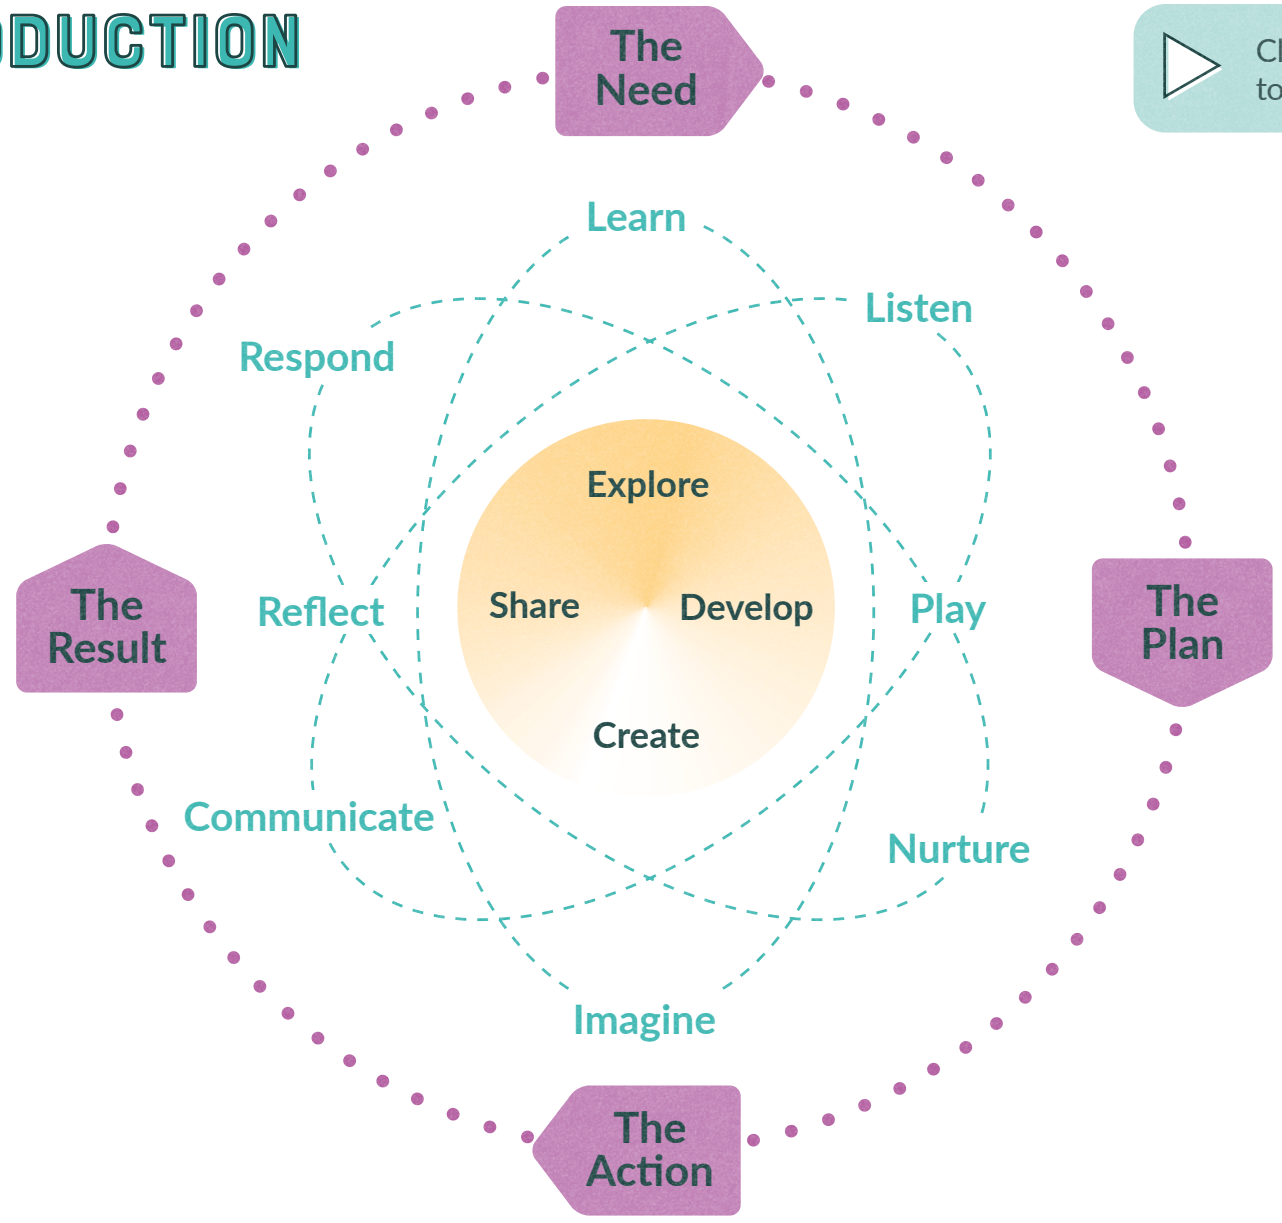 The
Need
Learn
Listen
Respond
Explore
Share
Develop
Reflect
Play
The
Result
The
Plan
Create
Communicate
Nurture
Imagine
The
Action